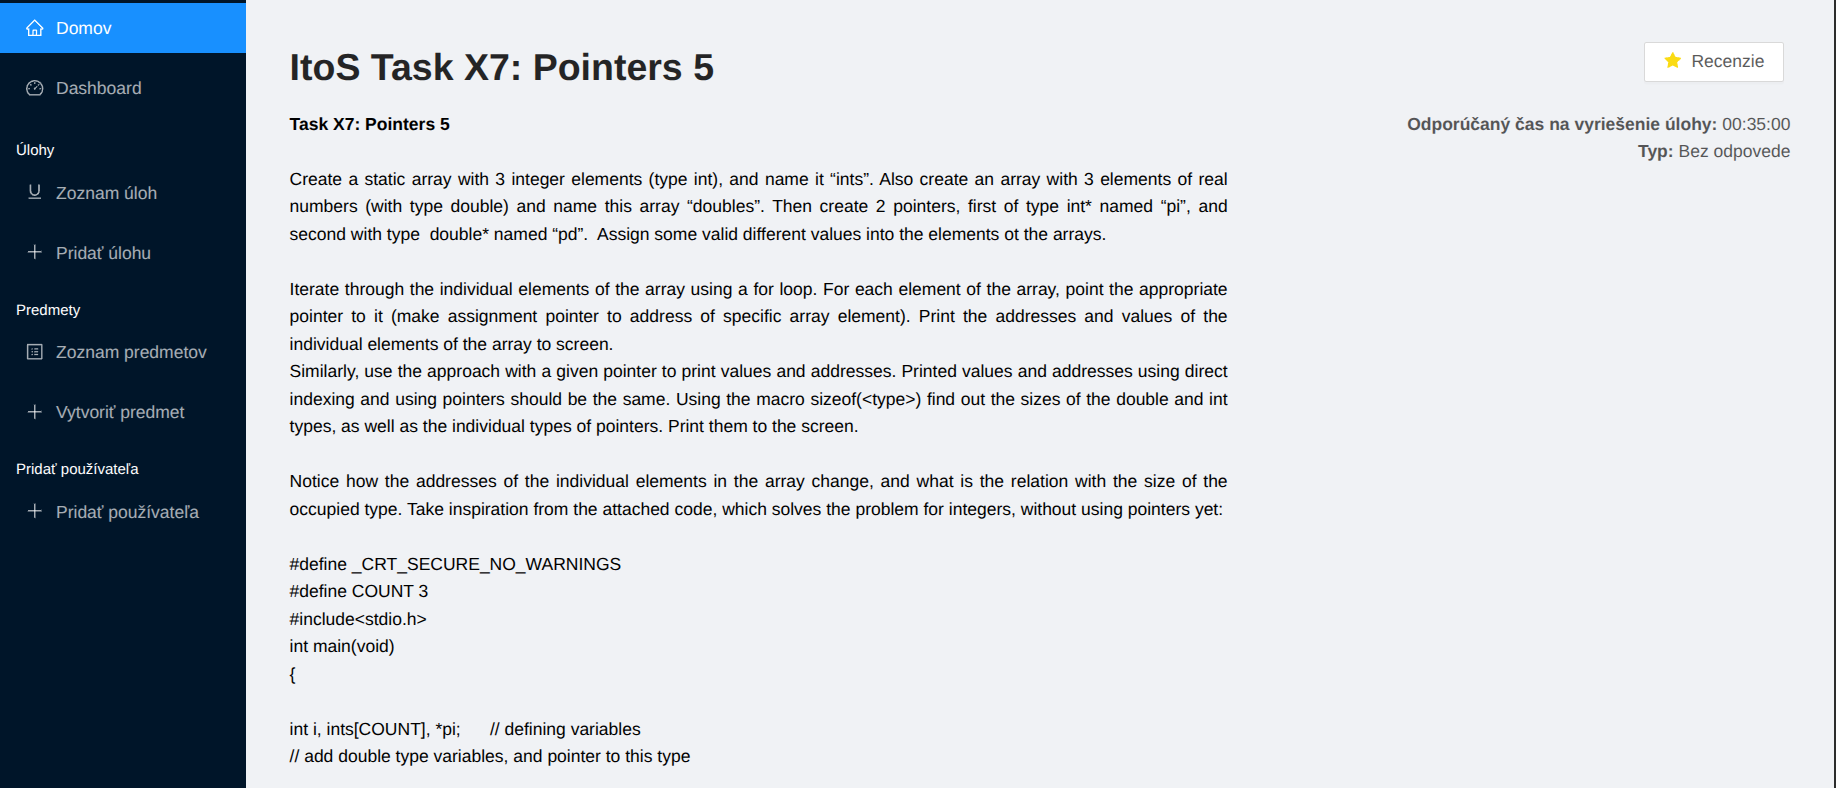 Domov
Dashboard
Úlohy
Zoznam úloh
Pridať úlohu
Predmety
Zoznam predmetov
Vytvoriť predmet
Pridať používateľa
Pridať používateľa
ItoS Task X7: Pointers 5
Recenzie
Task X7: Pointers 5
Odporúčaný čas na vyriešenie úlohy: 00:35:00
Typ: Bez odpovede
Create a static array with 3 integer elements (type int), and name it “ints”. Also create an array with 3 elements of real
numbers (with type double) and name this array “doubles”. Then create 2 pointers, first of type int* named “pi”, and
second with type  double* named “pd”.  Assign some valid different values into the elements ot the arrays.
Iterate through the individual elements of the array using a for loop. For each element of the array, point the appropriate
pointer to it (make assignment pointer to address of specific array element). Print the addresses and values of the
individual elements of the array to screen.
Similarly, use the approach with a given pointer to print values and addresses. Printed values and addresses using direct
indexing and using pointers should be the same. Using the macro sizeof(<type>) find out the sizes of the double and int
types, as well as the individual types of pointers. Print them to the screen.
Notice how the addresses of the individual elements in the array change, and what is the relation with the size of the
occupied type. Take inspiration from the attached code, which solves the problem for integers, without using pointers yet:
#define _CRT_SECURE_NO_WARNINGS
#define COUNT 3
#include<stdio.h>
int main(void)
{
int i, ints[COUNT], *pi;      // defining variables
// add double type variables, and pointer to this type